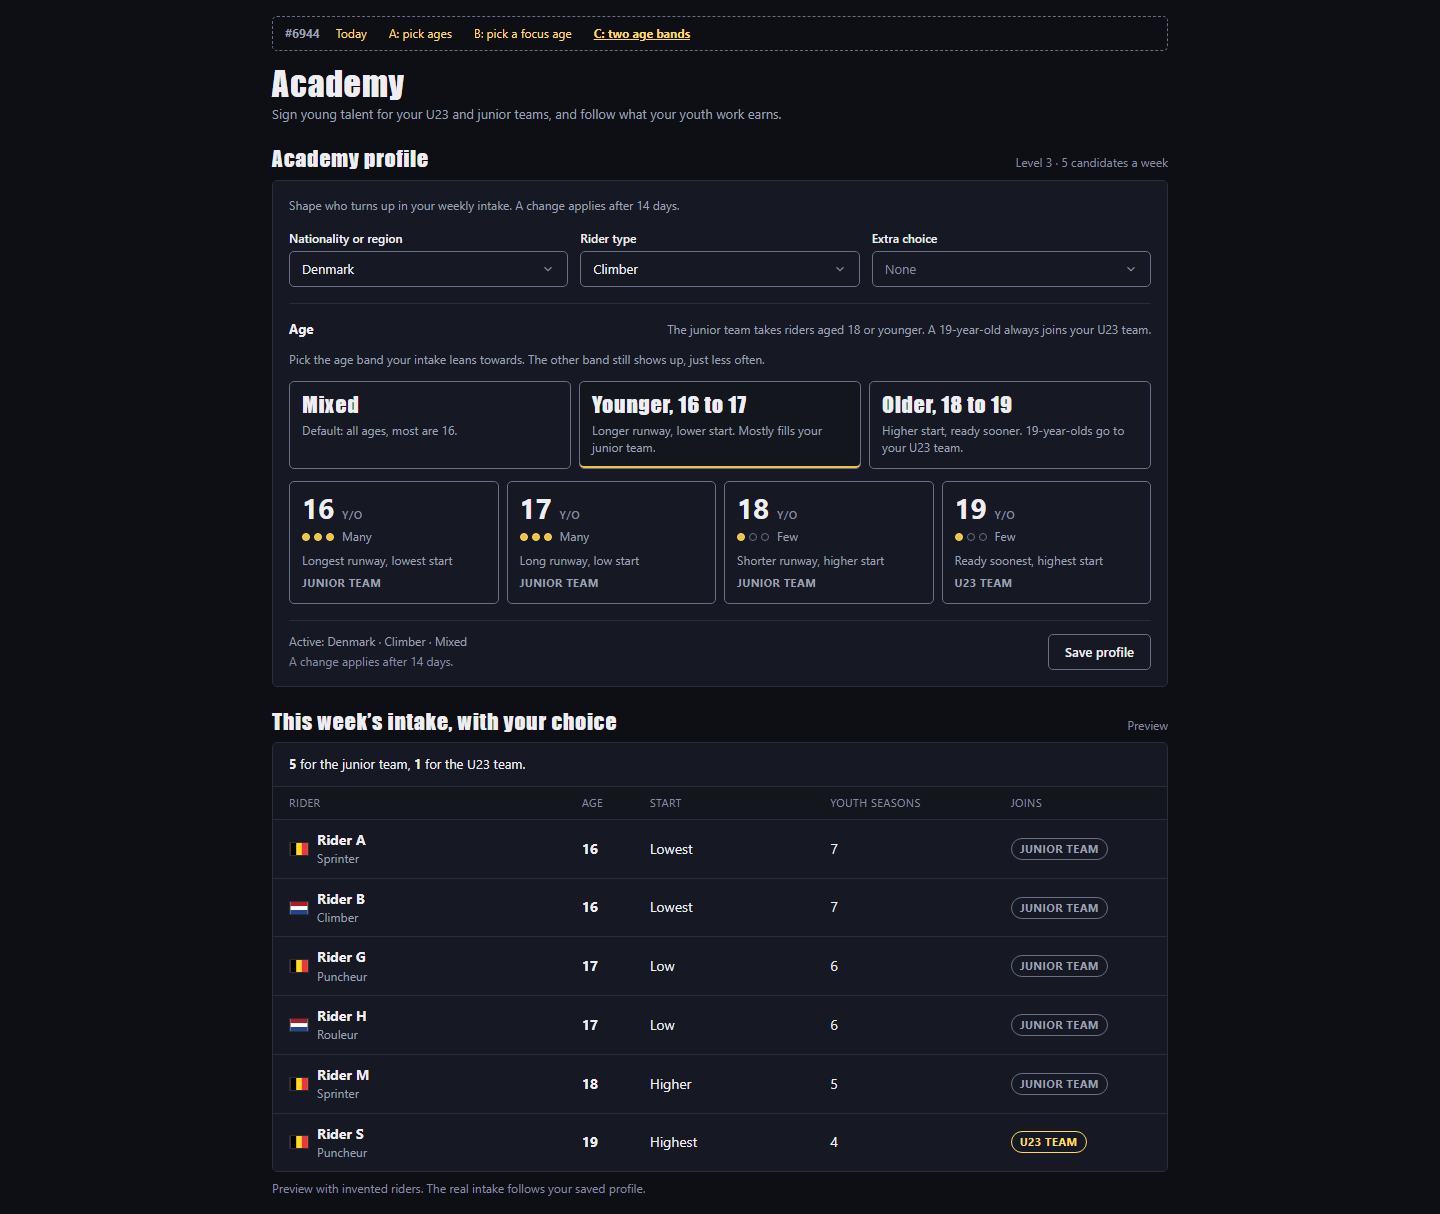 #6944 Today A: pick ages B: pick a focus age C: two age bands
Academy
Sign young talent for your U23 and junior teams, and follow what your youth work earns.
Academy profile
Level 3 · 5 candidates a week
Shape who turns up in your weekly intake. A change applies after 14 days.
Nationality or region Rider type Extra choice
Denmark Climber None
Age
The junior team takes riders aged 18 or younger. A 19-year-old always joins your U23 team.
Pick the age band your intake leans towards. The other band still shows up, just less often.
Mixed
Default: all ages, most are 16.
Younger, 16 to 17
Longer runway, lower start. Mostly fills your
junior team.
Older, 18 to 19
Higher start, ready sooner. 19-year-olds go to
your U23 team.
16 Y/O
Many
Longest runway, lowest start
JUNIOR TEAM
17 Y/O
Many
Long runway, low start
JUNIOR TEAM
18 Y/O
Few
Shorter runway, higher start
JUNIOR TEAM
19 Y/O
Few
Ready soonest, highest start
U23 TEAM
Active: Denmark · Climber · Mixed
A change applies after 14 days.
Save profile
This week's intake, with your choice
Preview
5 for the junior team, 1 for the U23 team.
RIDER AGE START YOUTH SEASONS JOINS
Rider A
Sprinter
16 Lowest 7 JUNIOR TEAM
Rider B
Climber
16 Lowest 7 JUNIOR TEAM
Rider G
Puncheur
17 Low 6 JUNIOR TEAM
Rider H
Rouleur
17 Low 6 JUNIOR TEAM
Rider M
Sprinter
18 Higher 5 JUNIOR TEAM
Rider S
Puncheur
19 Highest 4 U23 TEAM
Preview with invented riders. The real intake follows your saved profile.